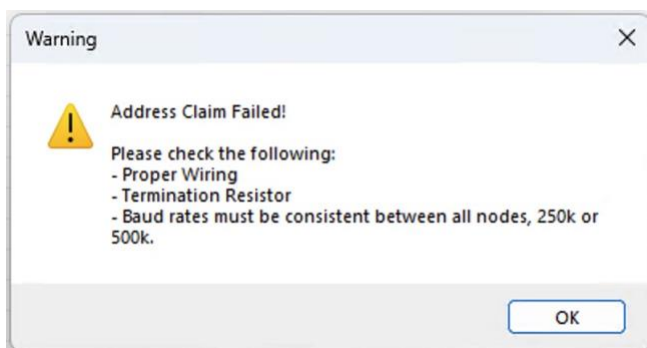 Warning
Address Claim Failed!
Please check the following:
- Proper Wiring
- Termination Resistor
- Baud rates must be consistent between all nodes, 250k or
500k.
OK